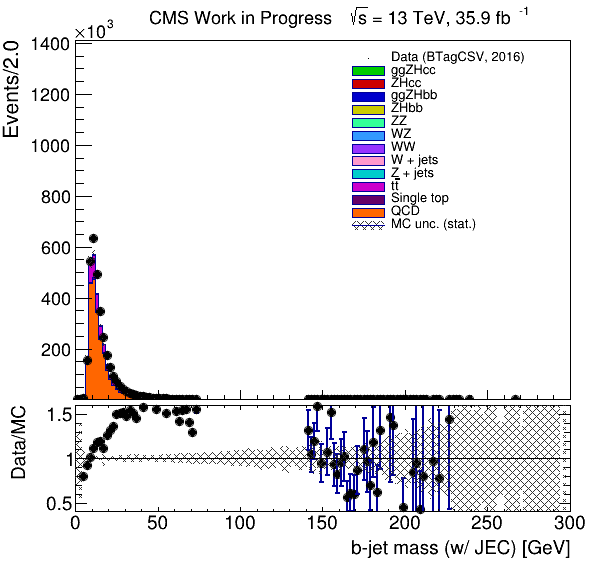 CMS Work in Progress √s = 13 TeV, 35.9 fb -1
×10³
Events/2.0
1400
1200
1000
800
600
400
200
Data (BTagCSV, 2016)
ggZHcc
ZHcc
ggZHbb
ZHbb
ZZ
WZ
WW
W + jets
Z + jets
tt̅
Single top
QCD
MC unc. (stat.)
Data/MC
1.5
1
0.5
0 50 100 150 200 250 300
b-jet mass (w/ JEC) [GeV]